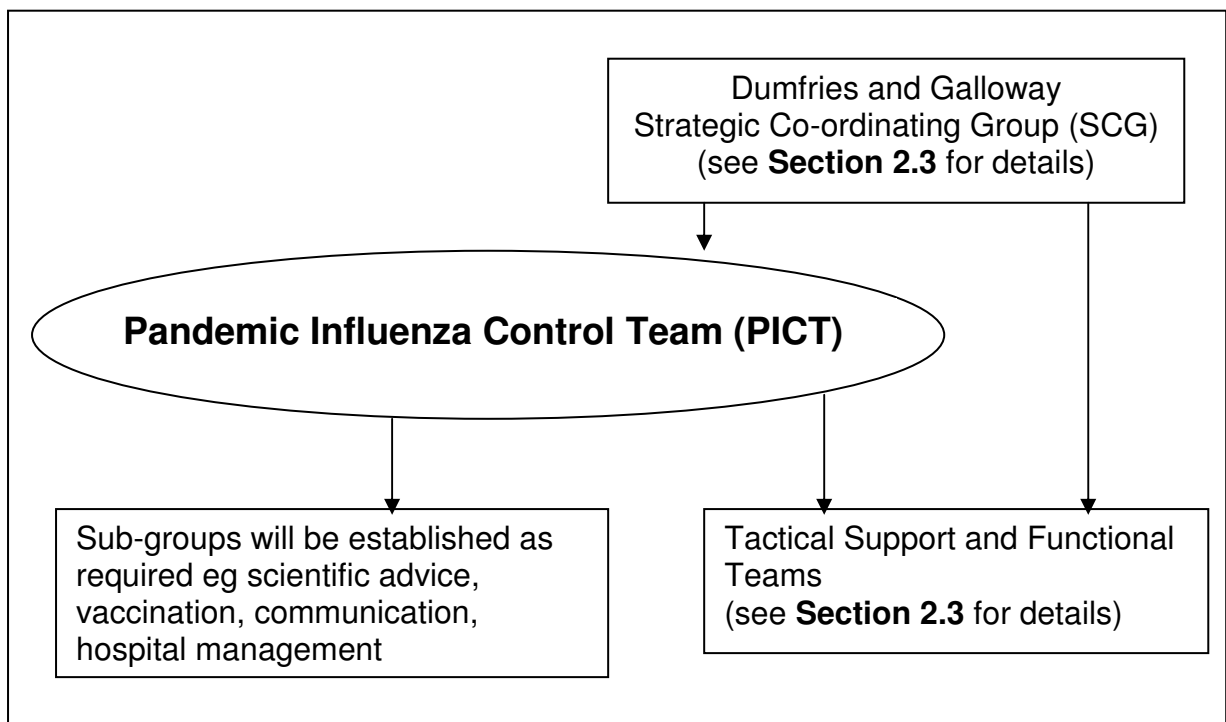 Dumfries and Galloway
Strategic Co-ordinating Group (SCG)
(see Section 2.3 for details)
Pandemic Influenza Control Team (PICT)
Sub-groups will be established as
required eg scientific advice,
vaccination, communication,
hospital management
Tactical Support and Functional
Teams
(see Section 2.3 for details)